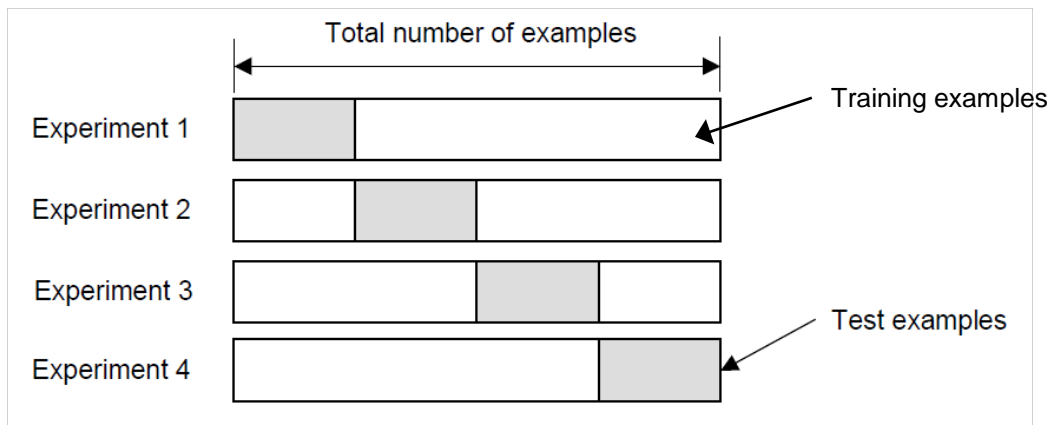 Total number of examples
Training examples
Experiment 1
Experiment 2
Experiment 3
Test examples
Experiment 4